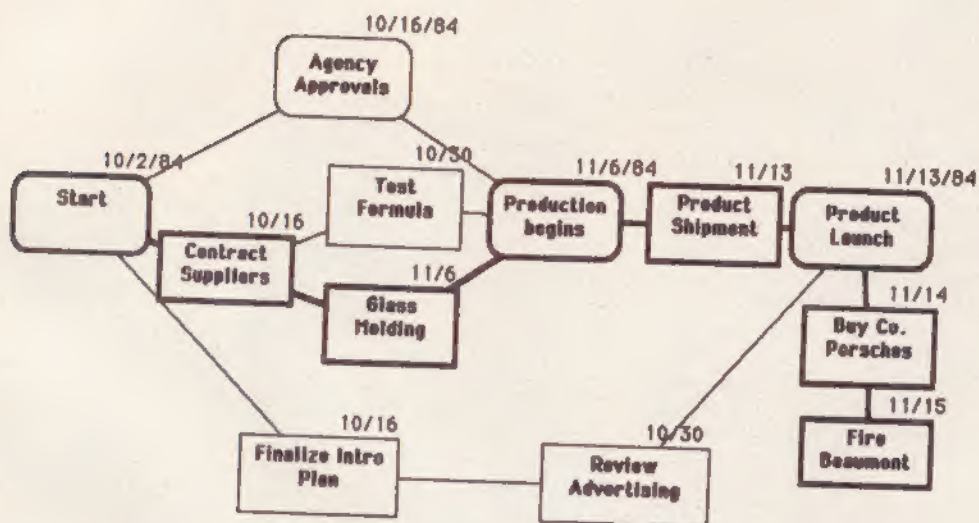 10/16/84
Agency
Approvals
10/2/84
Start
10/30
Test
Formula
11/6/84
Production
begins
11/13
Product
Shipment
11/13/84
Product
Launch
10/16
Contract
Suppliers
11/6
Glass
Molding
11/14
Buy Co.
Porsches
11/15
Fire
Beaumont
10/16
Finalize Intro
Plan
10/30
Review
Advertising